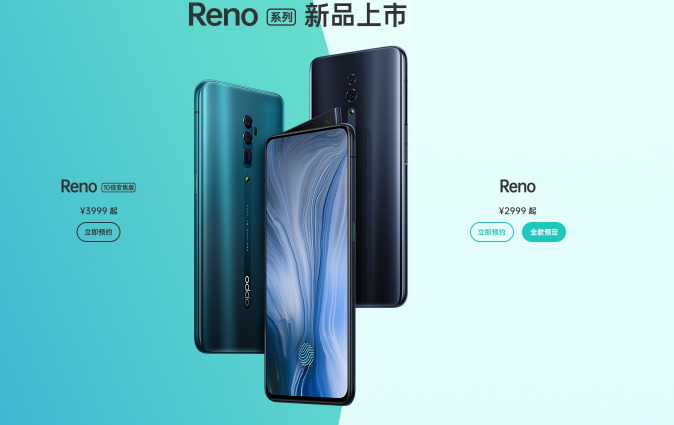 Reno 系列 新品上市
Reno 10倍变焦版
¥3999 起
立即预约
oppo
Reno
¥2999 起
立即预约 全款预定